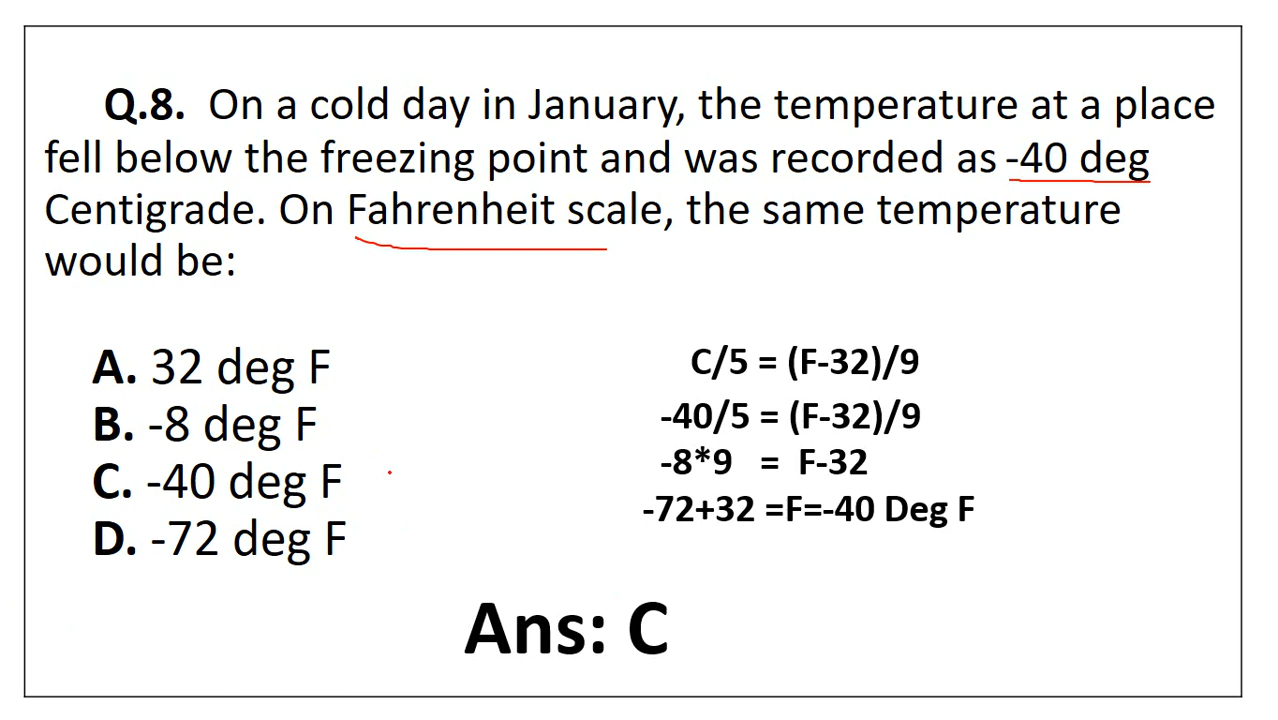 Q.8. On a cold day in January, the temperature at a place
fell below the freezing point and was recorded as -40 deg
Centigrade. On Fahrenheit scale, the same temperature
would be:
A. 32 deg F
B. -8 deg F
C. -40 deg F
D. -72 deg F
C/5 = (F-32)/9
-40/5 = (F-32)/9
-8*9 = F-32
-72+32 =F=-40 Deg F
Ans: C